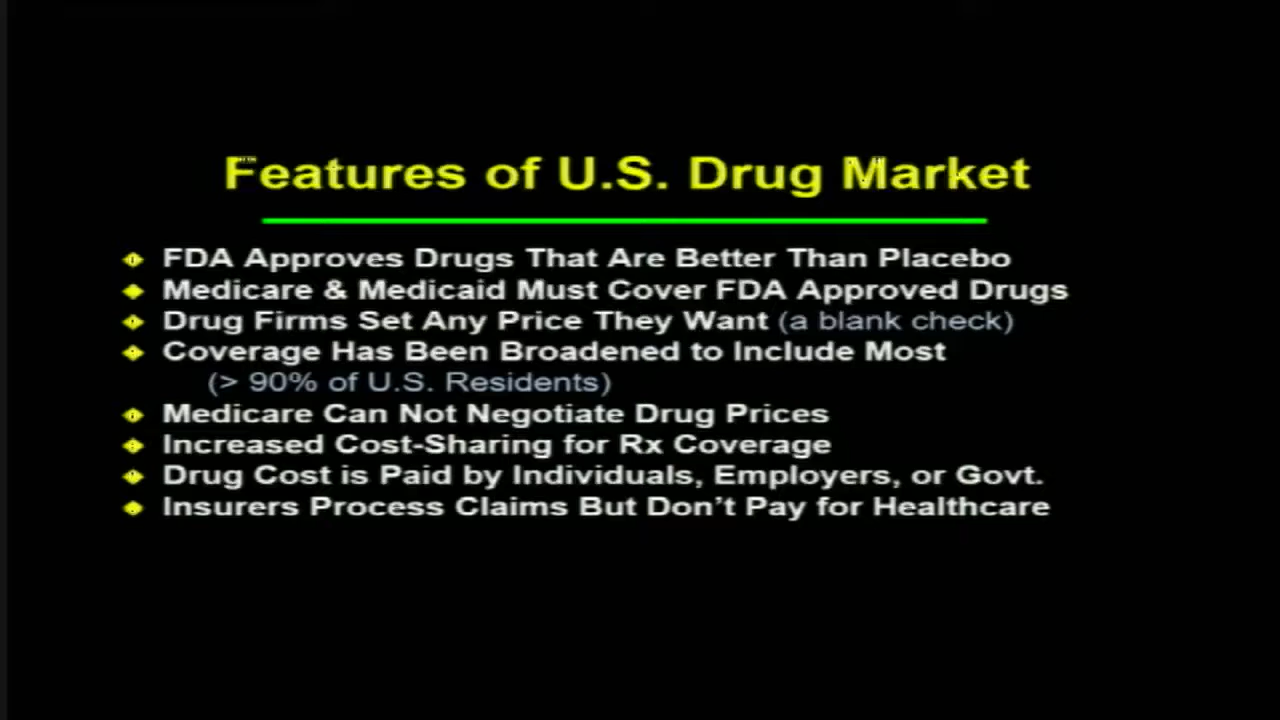 Features of U.S. Drug Market
FDA Approves Drugs That Are Better Than Placebo
Medicare & Medicaid Must Cover FDA Approved Drugs
Drug Firms Set Any Price They Want (a blank check)
Coverage Has Been Broadened to Include Most
(> 90% of U.S. Residents)
Medicare Can Not Negotiate Drug Prices
Increased Cost-Sharing for Rx Coverage
Drug Cost is Paid by Individuals, Employers, or Govt.
Insurers Process Claims But Don't Pay for Healthcare